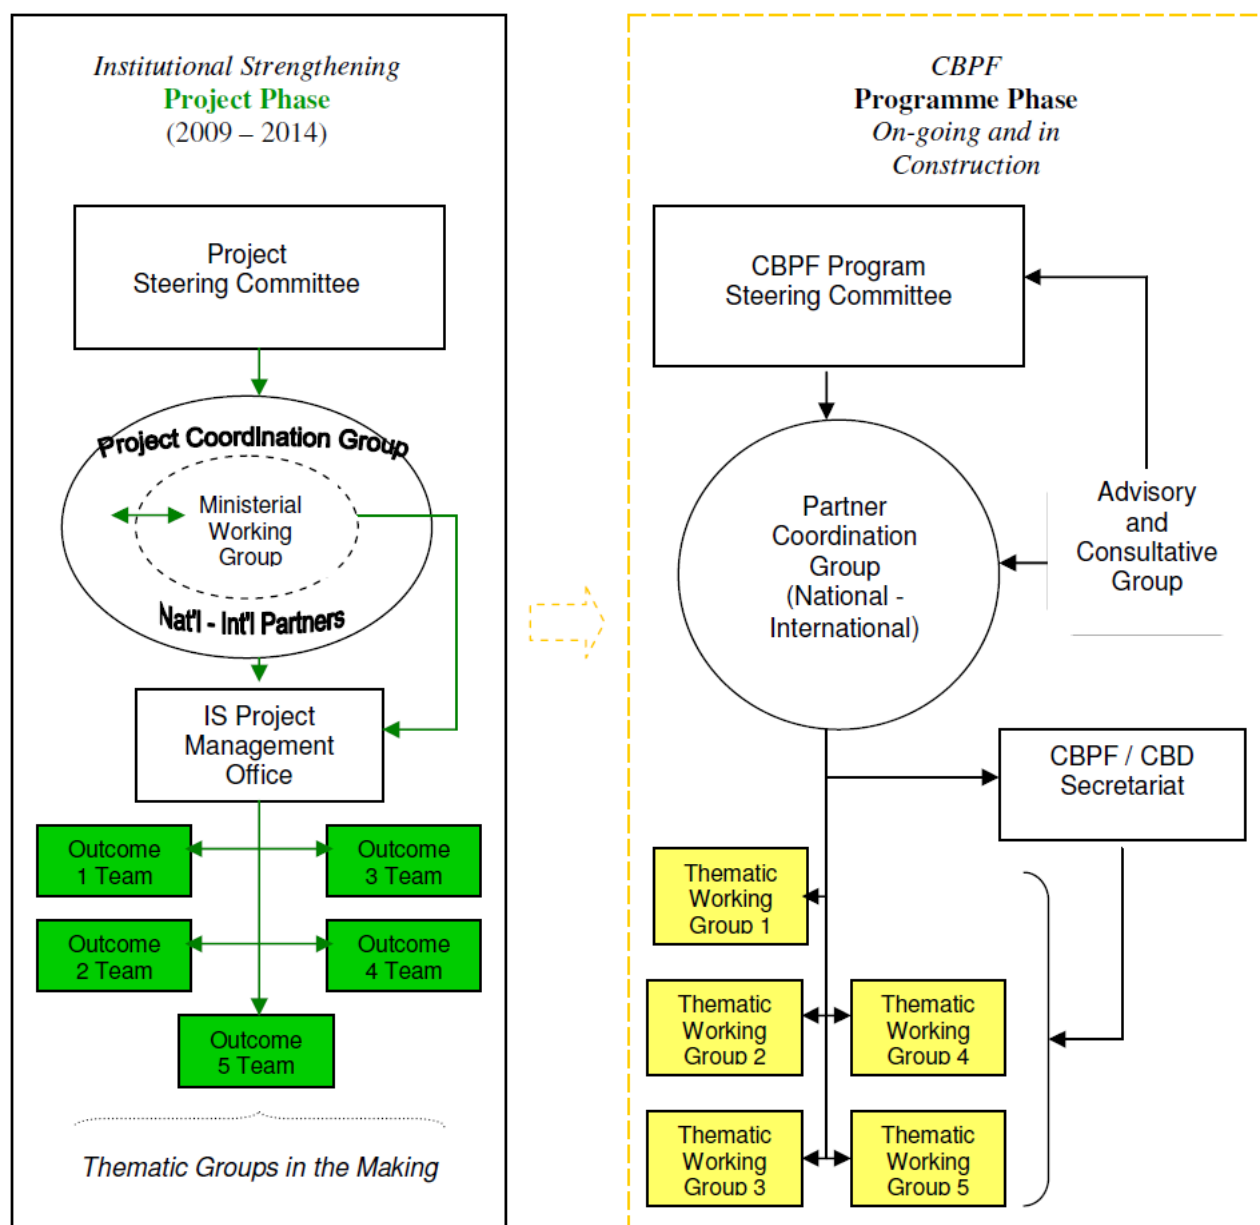 Institutional Strengthening
Project Phase
(2009 – 2014)
Project
Steering Committee
Project Coordination Group
Ministerial
Working
Group
Nat'l - Int'l Partners
IS Project
Management
Office
Outcome
1 Team
Outcome
3 Team
Outcome
2 Team
Outcome
4 Team
Outcome
5 Team
Thematic Groups in the Making
CBPF
Programme Phase
On-going and in
Construction
CBPF Program
Steering Committee
Partner
Coordination
Group
(National -
International)
Advisory
and
Consultative
Group
CBPF / CBD
Secretariat
Thematic
Working
Group 1
Thematic
Working
Group 2
Thematic
Working
Group 4
Thematic
Working
Group 3
Thematic
Working
Group 5